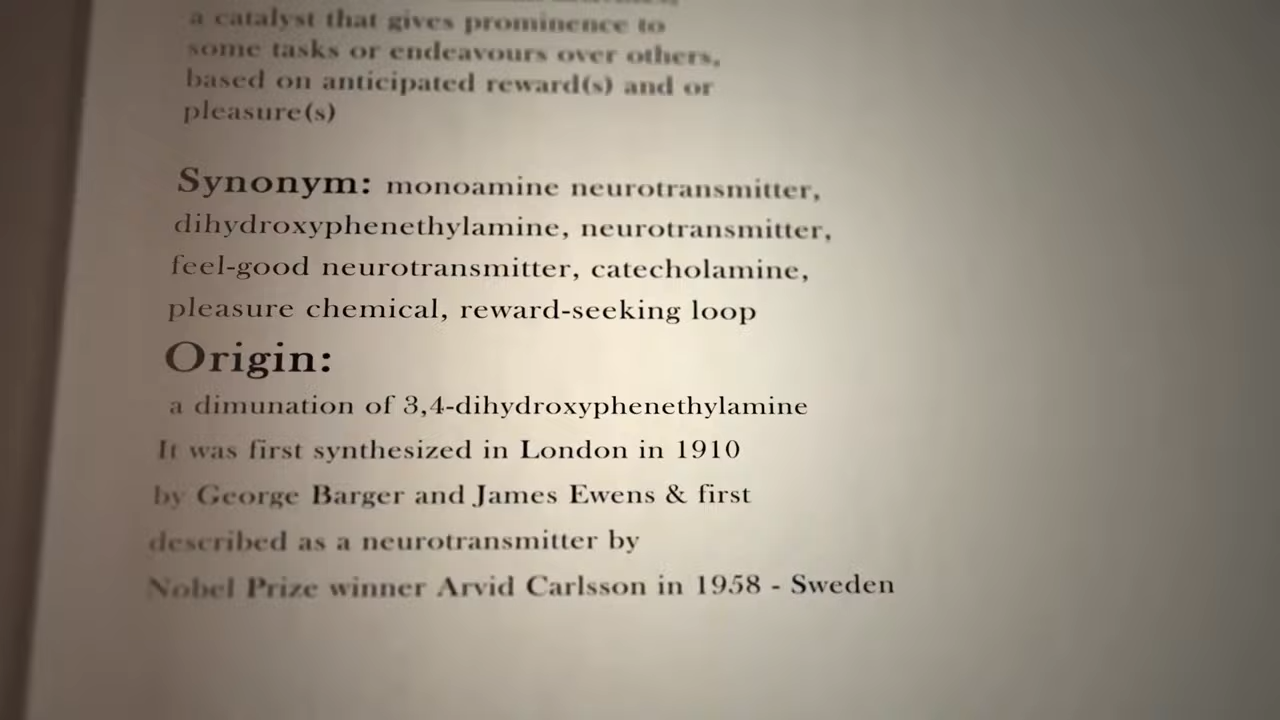 a catalyst that gives prominence to
some tasks or endeavours over others,
based on anticipated reward(s) and or
pleasure(s)
Synonym: monoamine neurotransmitter,
dihydroxyphenethylamine, neurotransmitter,
feel-good neurotransmitter, catecholamine,
pleasure chemical, reward-seeking loop
Origin:
a dimunation of 3,4-dihydroxyphenethylamine
It was first synthesized in London in 1910
by George Barger and James Ewens & first
described as a neurotransmitter by
Nobel Prize winner Arvid Carlsson in 1958 - Sweden